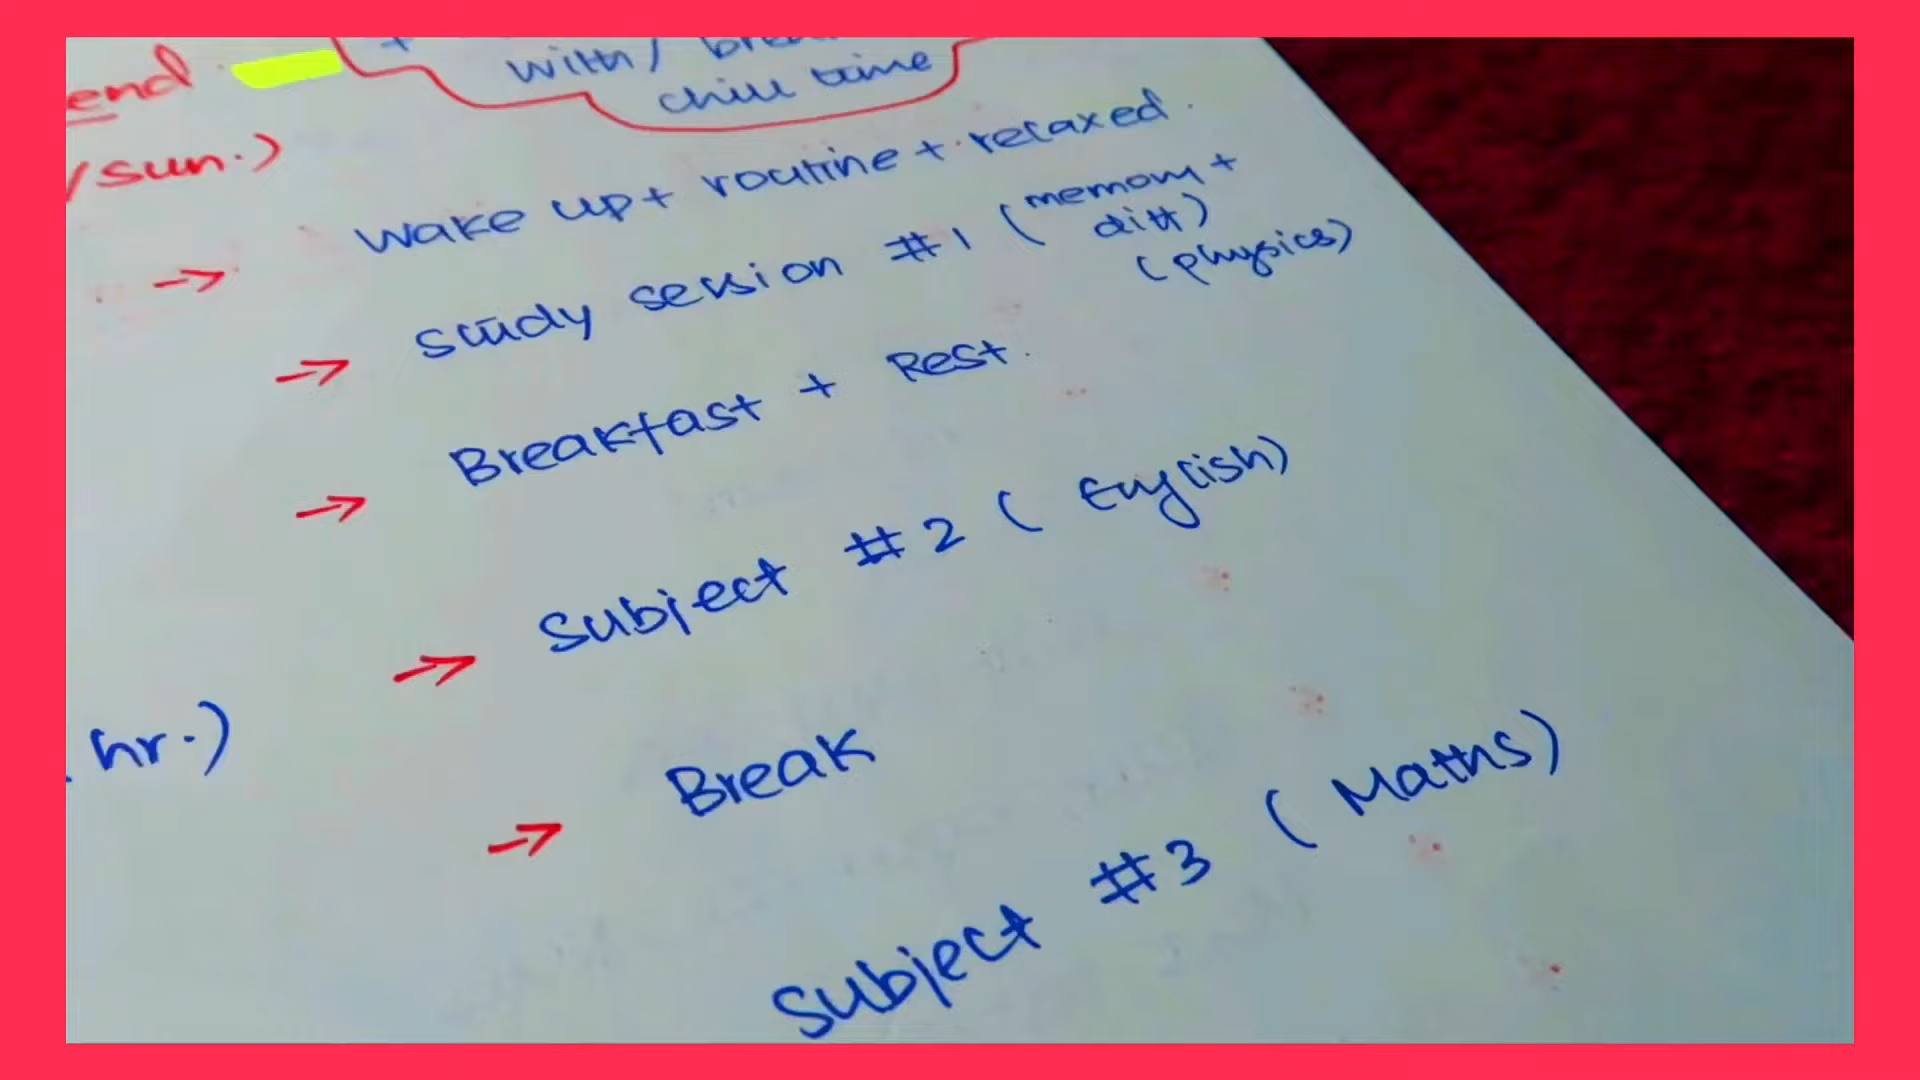 end
with/
chill time
/sun.)
wake up + routine + relaxed.
study session #1 (memory +
diff)
(physics)
Breakfast + Rest.
subject #2 (English)
hr.)
Break
subject #3 (Maths)